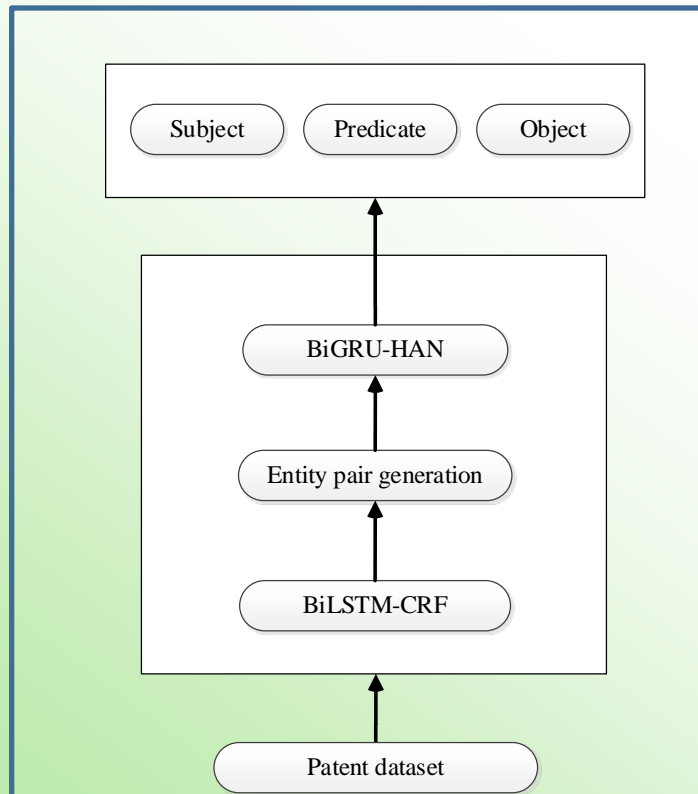 Subject Predicate Object
BiGRU-HAN
Entity pair generation
BiLSTM-CRF
Patent dataset